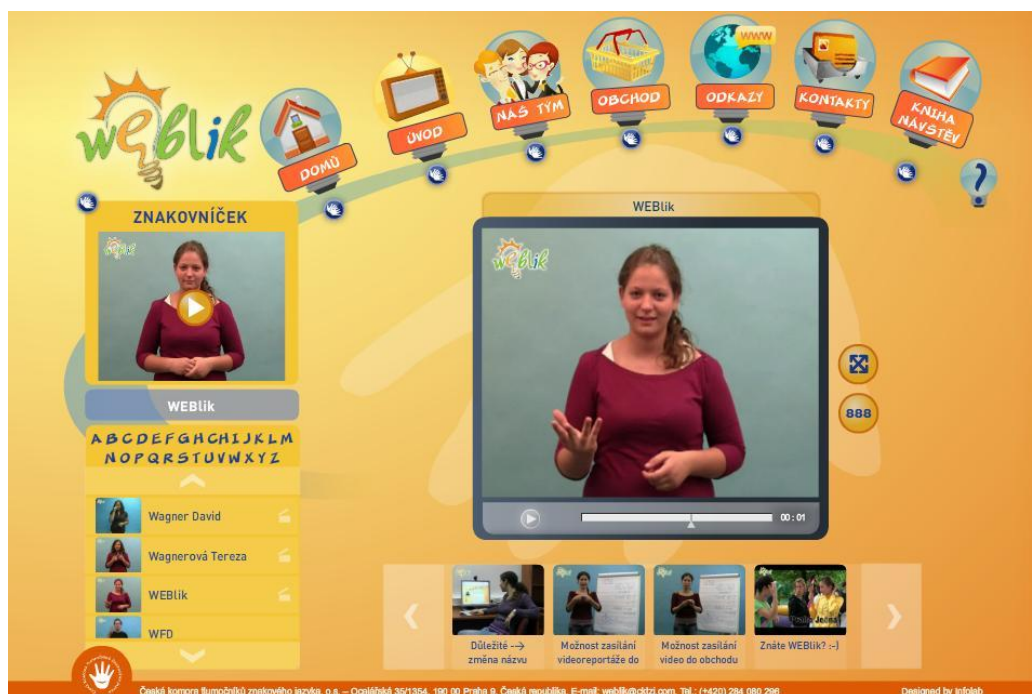 weblik
DOMŮ
ÚVOD
NÁŠ TÝM
OBCHOD
WWW
ODKAZY
KONTAKTY
KNIHA
NÁVŠTĚV
?
ZNAKOVNÍČEK
weblik
WEBlik
ABCDEFGHCHIJKLM
NOPQRSTUVWXYZ
Wagner David
Wagnerová Tereza
WEBlik
WFD
WEBlik
weblik
888
00:01
Důležité -->
změna názvu
Možnost zasílání
videoreportáže do
Možnost zasílání
video do obchodu
Znáte WEBlik? :-)
Česká komora tlumočníků znakového jazyka, o.s. – Ocelářská 35/1354, 190 00 Praha 9, Česká republika, E-mail: weblik@cktzj.com, Tel.: (+420) 284 080 296
Designed by Infolab